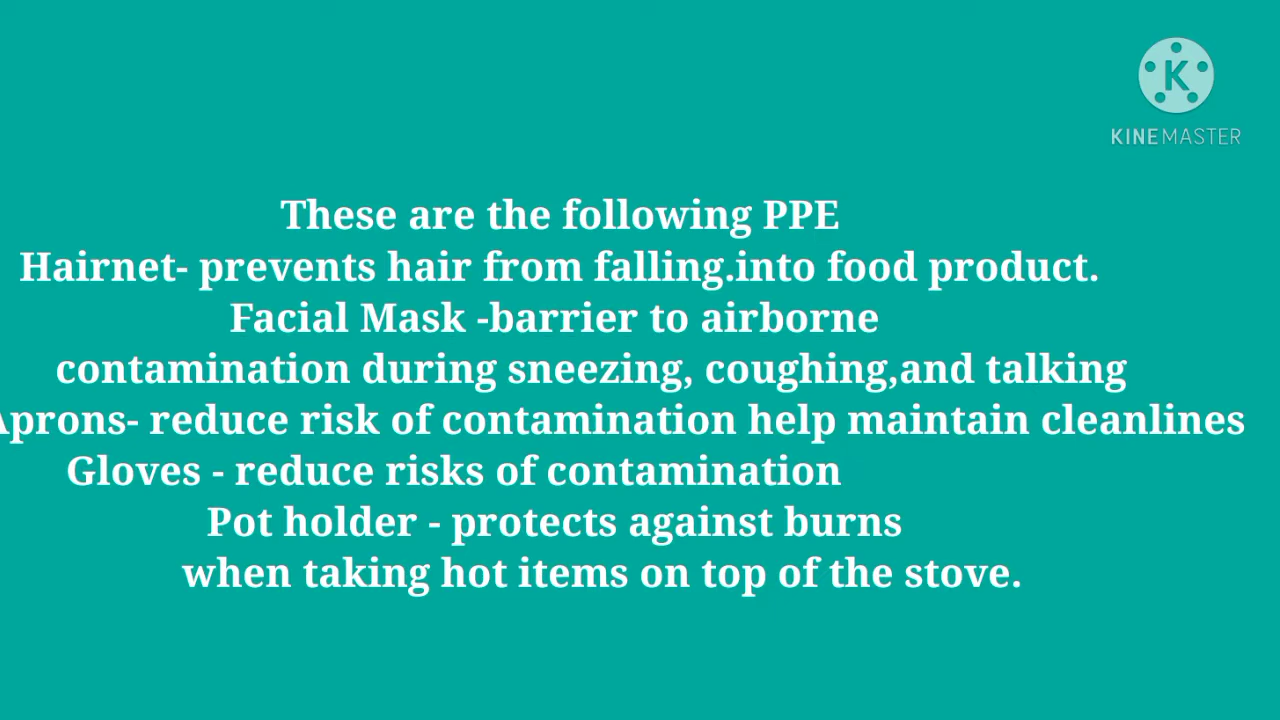 K
KINEMASTER
These are the following PPE
Hairnet- prevents hair from falling.into food product.
Facial Mask -barrier to airborne
contamination during sneezing, coughing,and talking
Aprons- reduce risk of contamination help maintain cleanlines
Gloves - reduce risks of contamination
Pot holder - protects against burns
when taking hot items on top of the stove.